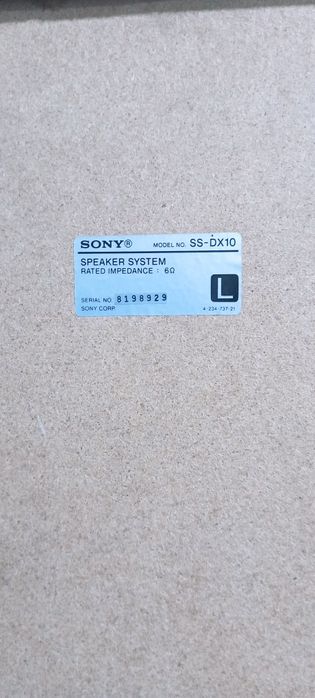 SONY® MODEL NO. SS-DX10
SPEAKER SYSTEM
RATED IMPEDANCE : 6Ω
SERIAL NO. 8198929
SONY CORP.
L
4-234-737-21